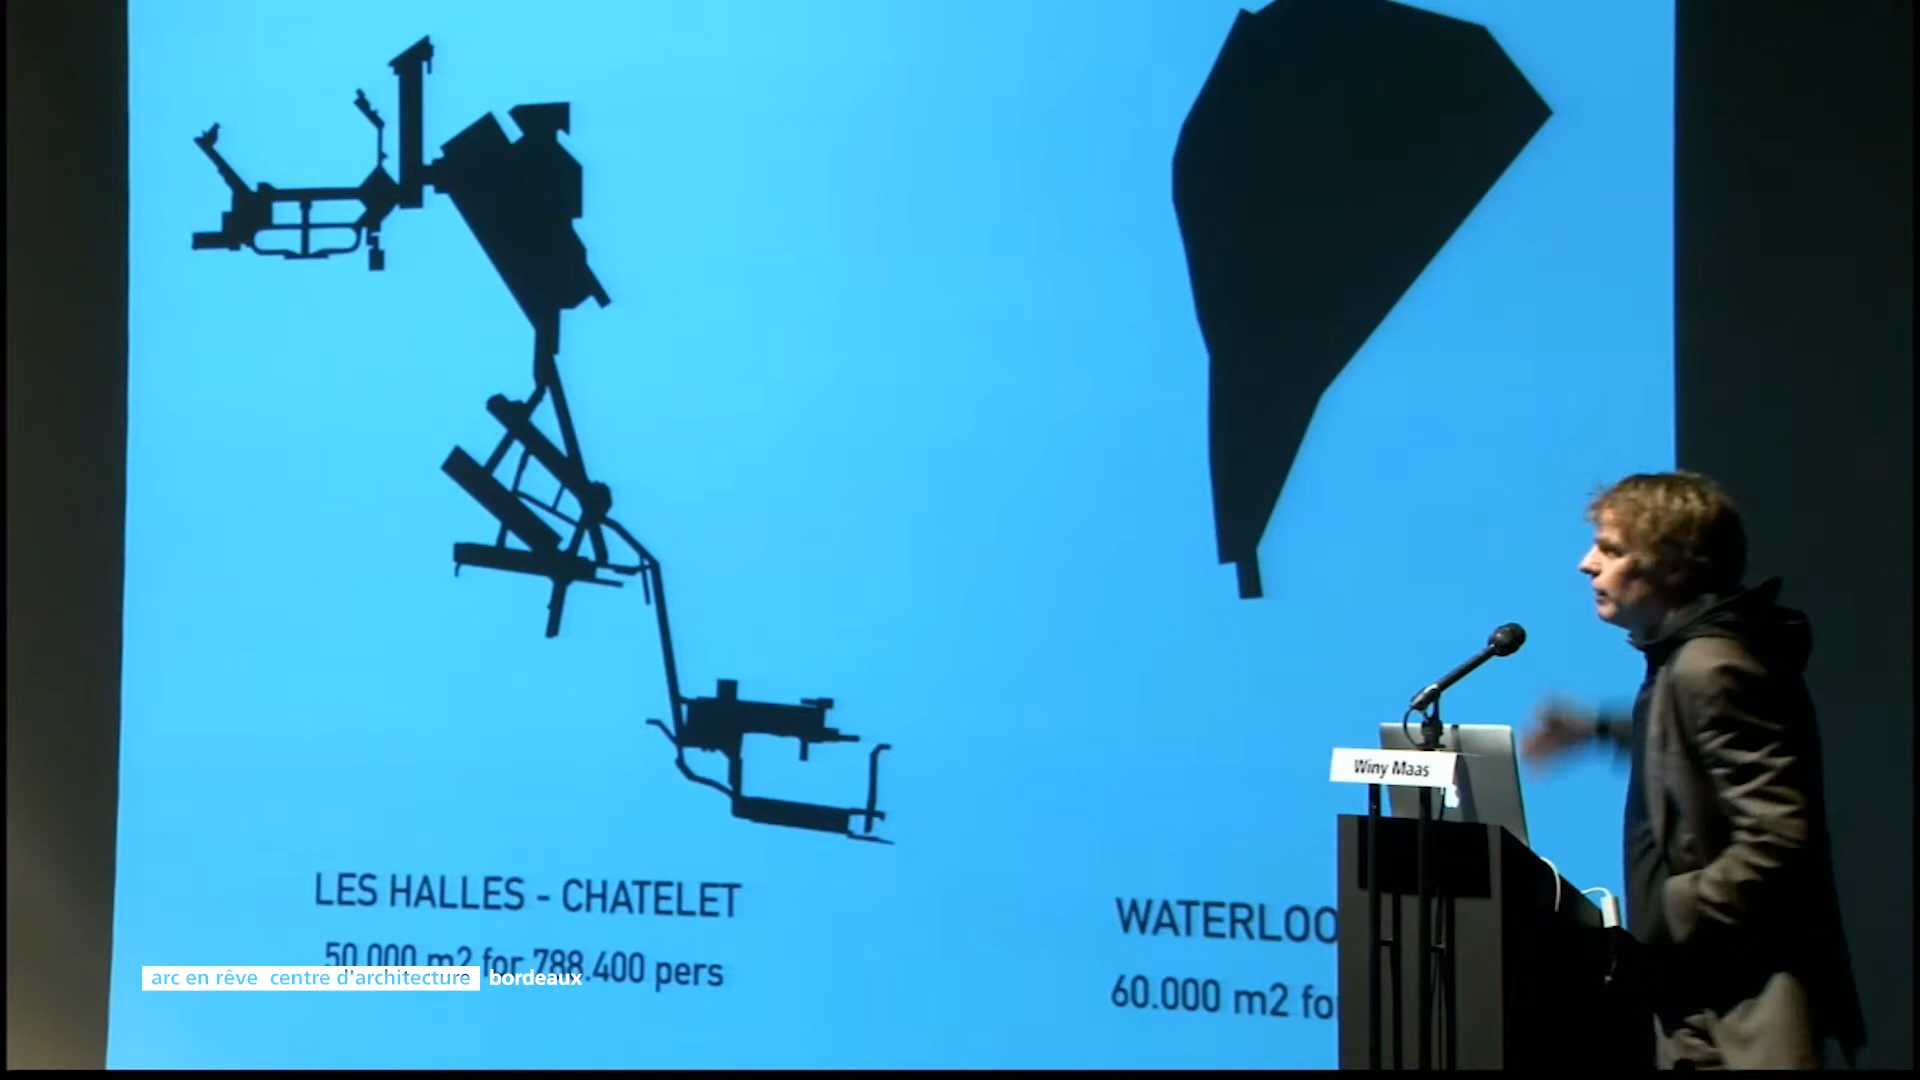 LES HALLES - CHATELET
50.000 m2 for 788.400 pers
WATERLOO
60.000 m2 fo
Winy Maas
arc en rêve centre d'architecture bordeaux